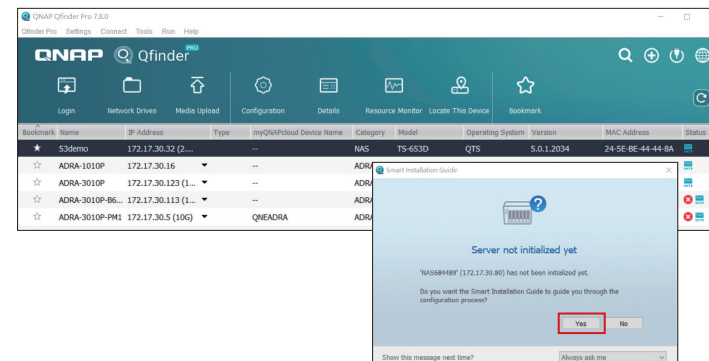 QNAP Qfinder Pro 7.8.0
Qfinder Pro Settings Connect Tools Run Help
QNAP Qfinder PRO
Login Network Drives Media Upload Configuration Details Resource Monitor Locate This Device Bookmark
Bookmark Name IP Address Type myQNAPcloud Device Name Category Model Operating System Version MAC Address Status
53demo 172.17.30.32 (2.... -- NAS TS-653D QTS 5.0.1.2034 24-5E-BE-44-44-8A
ADRA-1010P 172.17.30.16 -- ADRA
ADRA-3010P 172.17.30.123 (1... -- ADRA
ADRA-3010P-B6... 172.17.30.113 (1... -- ADRA
ADRA-3010P-PM1 172.17.30.5 (10G) QNEADRA ADRA
Smart Installation Guide
Server not initialized yet
'NAS6B44B9' (172.17.30.80) has not been initialized yet.
Do you want the Smart Installation Guide to guide you through the
configuration process?
Yes No
Show this message next time? Always ask me